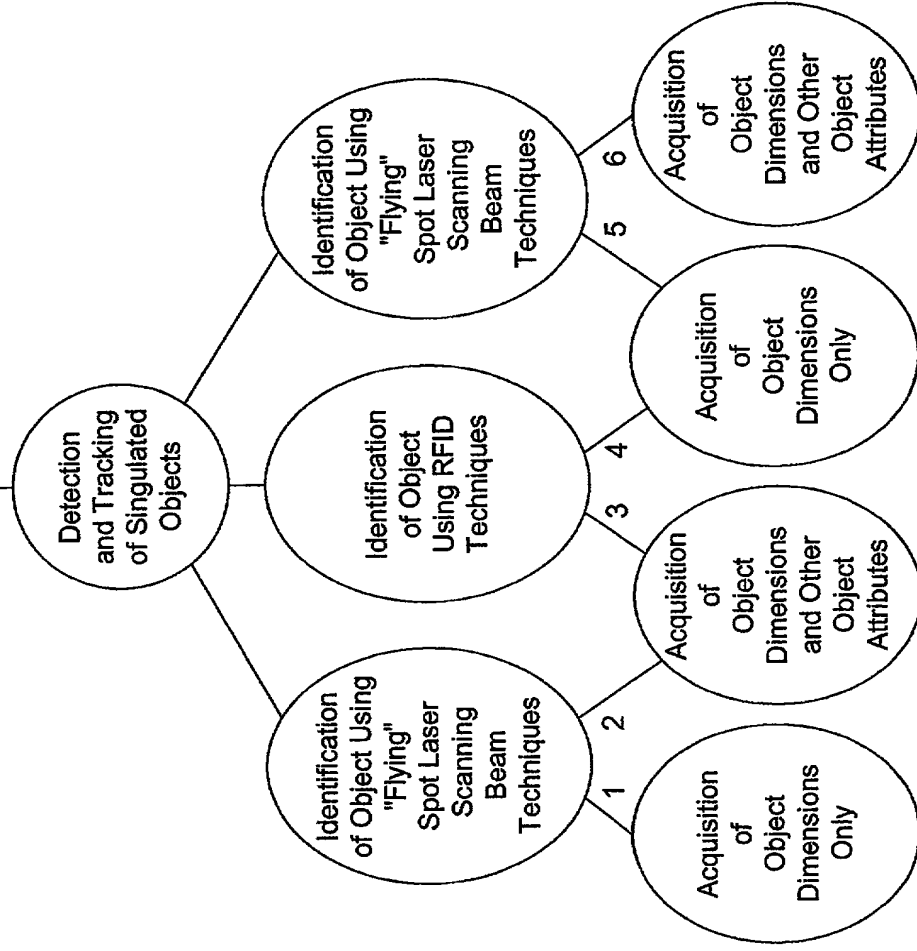 Detection
and Tracking
of Singulated
Objects
Identification
of Object Using
"Flying"
Spot Laser
Scanning
Beam
Techniques
Identification
of Object
Using RFID
Techniques
Identification
of Object Using
"Flying"
Spot Laser
Scanning
Beam
Techniques
1
2
3
4
5
6
Acquisition
of
Object
Dimensions
Only
Acquisition
of
Object
Dimensions
and Other
Object
Attributes
Acquisition
of
Object
Dimensions
Only
Acquisition
of
Object
Dimensions
and Other
Object
Attributes